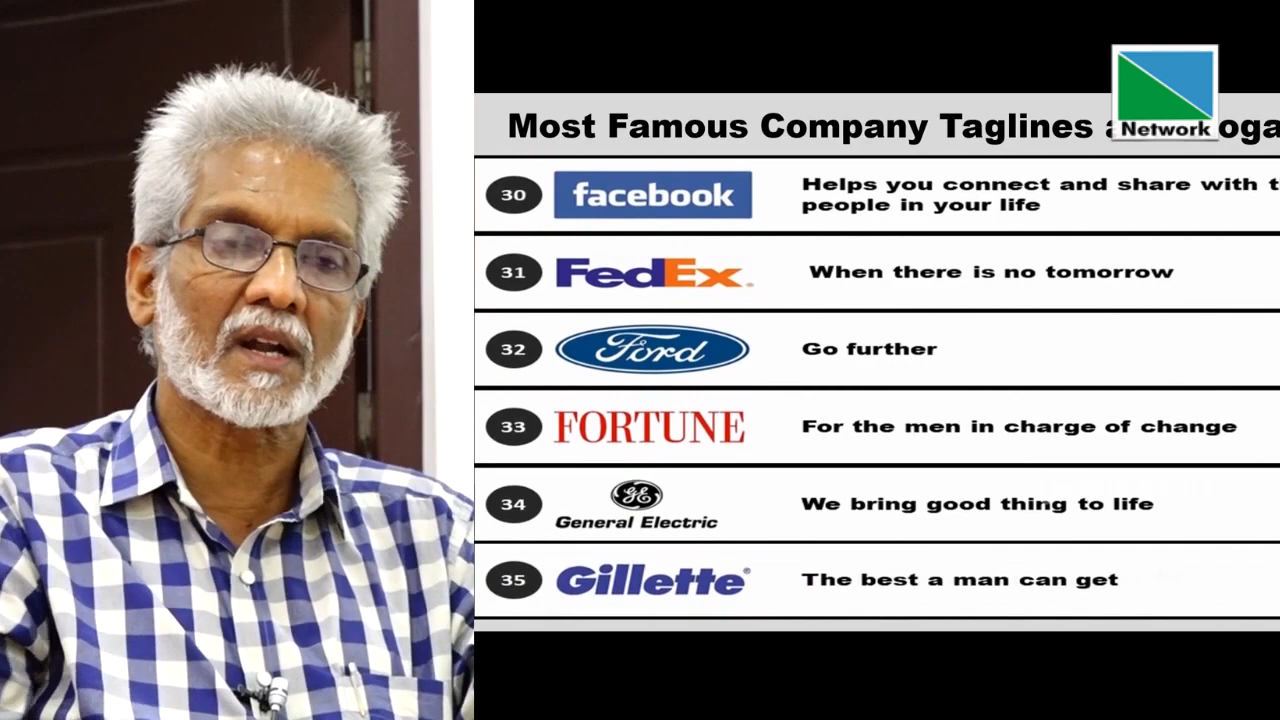 Most Famous Company Taglines
Network
30 facebook Helps you connect and share with
people in your life
31 FedEx When there is no tomorrow
32 Ford Go further
33 FORTUNE For the men in charge of change
34 GE General Electric We bring good thing to life
35 Gillette The best a man can get